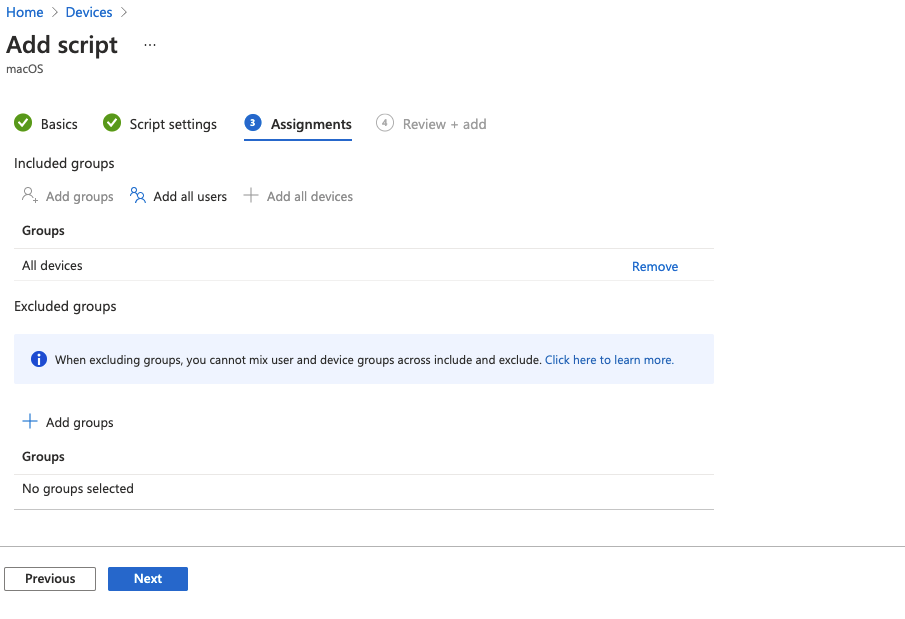 Home > Devices >
Add script ...
macOS
Basics Script settings 3 Assignments 4 Review + add
Included groups
Add groups Add all users Add all devices
Groups
All devices Remove
Excluded groups
When excluding groups, you cannot mix user and device groups across include and exclude. Click here to learn more.
Add groups
Groups
No groups selected
Previous Next